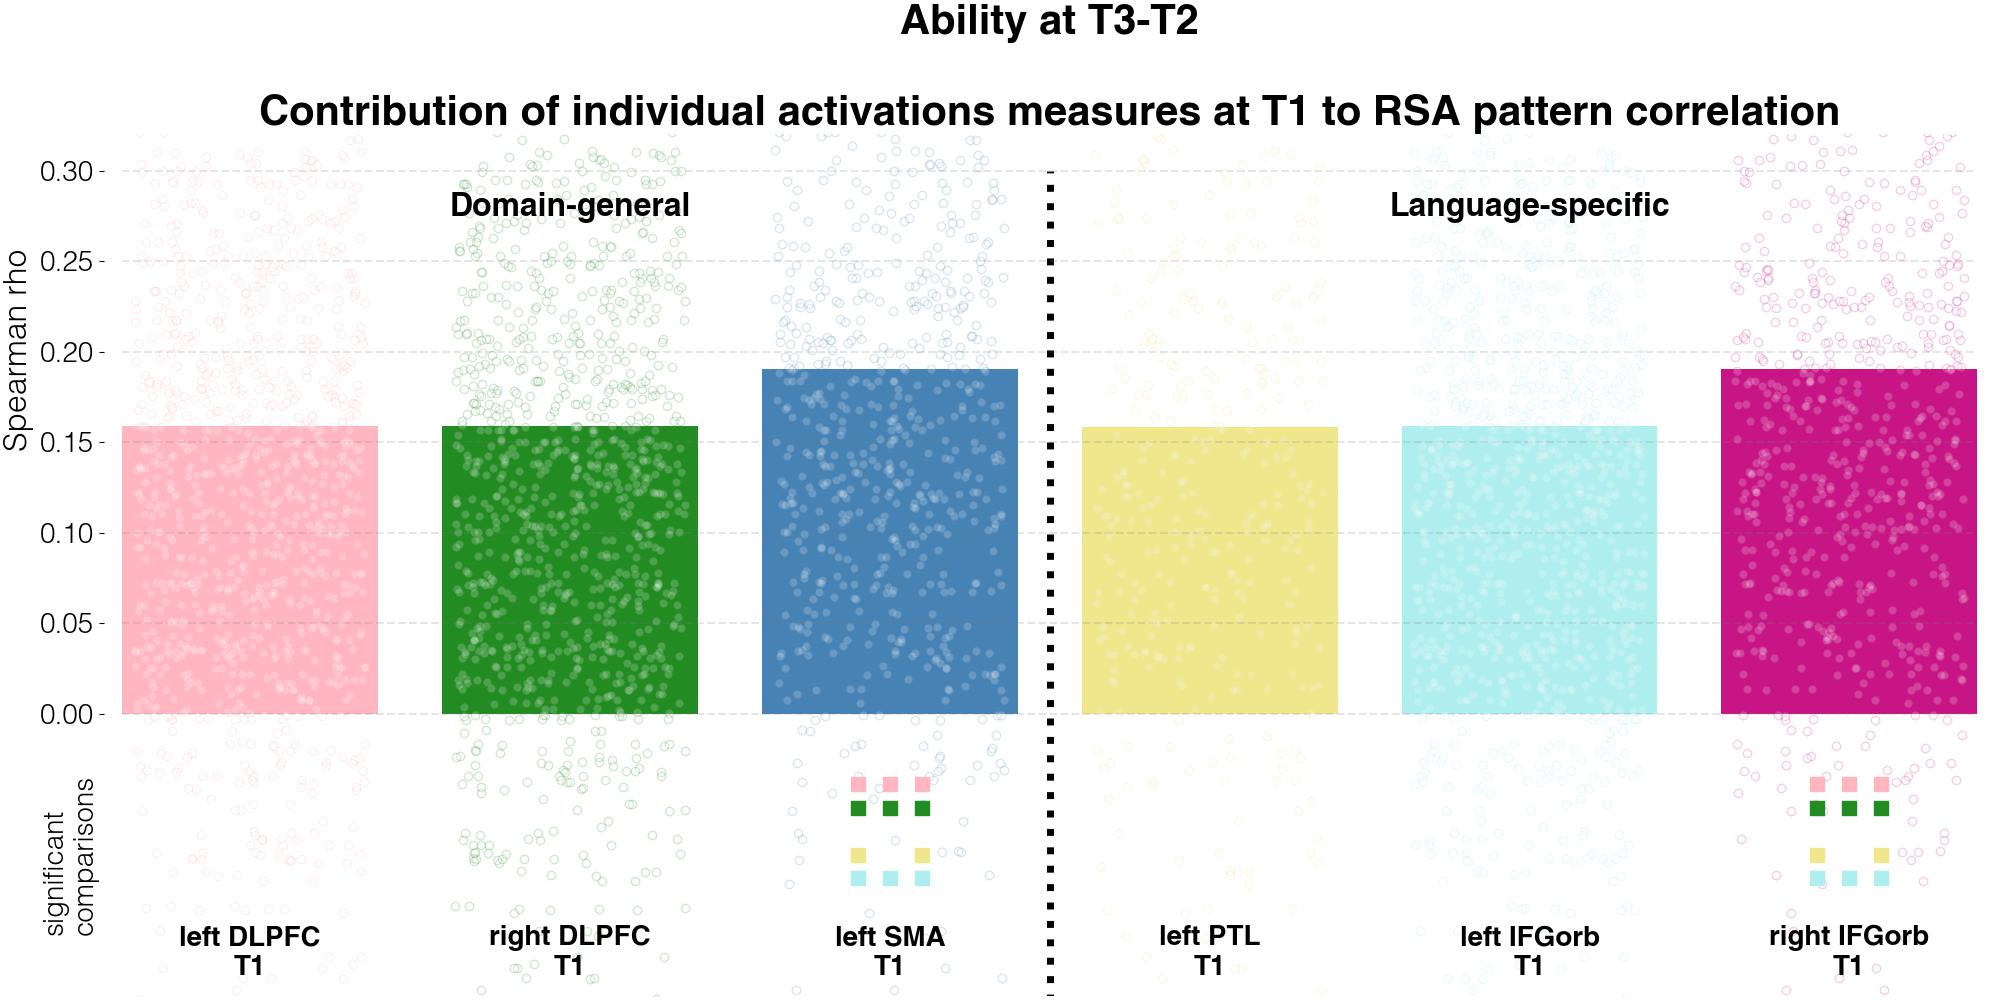 Ability at T3-T2
Contribution of individual activations measures at T1 to RSA pattern correlation
Spearman rho
0.30
0.25
0.20
0.15
0.10
0.05
0.00
Domain-general
Language-specific
significant
comparisons
left DLPFC
T1
right DLPFC
T1
left SMA
T1
left PTL
T1
left IFGorb
T1
right IFGorb
T1